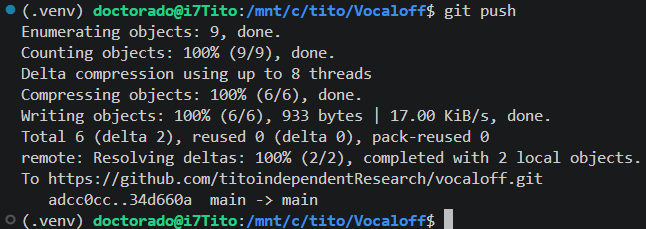 (.venv) doctorado@i7Tito:/mnt/c/tito/Vocaloff$ git push
Enumerating objects: 9, done.
Counting objects: 100% (9/9), done.
Delta compression using up to 8 threads
Compressing objects: 100% (6/6), done.
Writing objects: 100% (6/6), 933 bytes | 17.00 KiB/s, done.
Total 6 (delta 2), reused 0 (delta 0), pack-reused 0
remote: Resolving deltas: 100% (2/2), completed with 2 local objects.
To https://github.com/titoindependentResearch/vocaloff.git
   adcc0cc..34d660a  main -> main
(.venv) doctorado@i7Tito:/mnt/c/tito/Vocaloff$